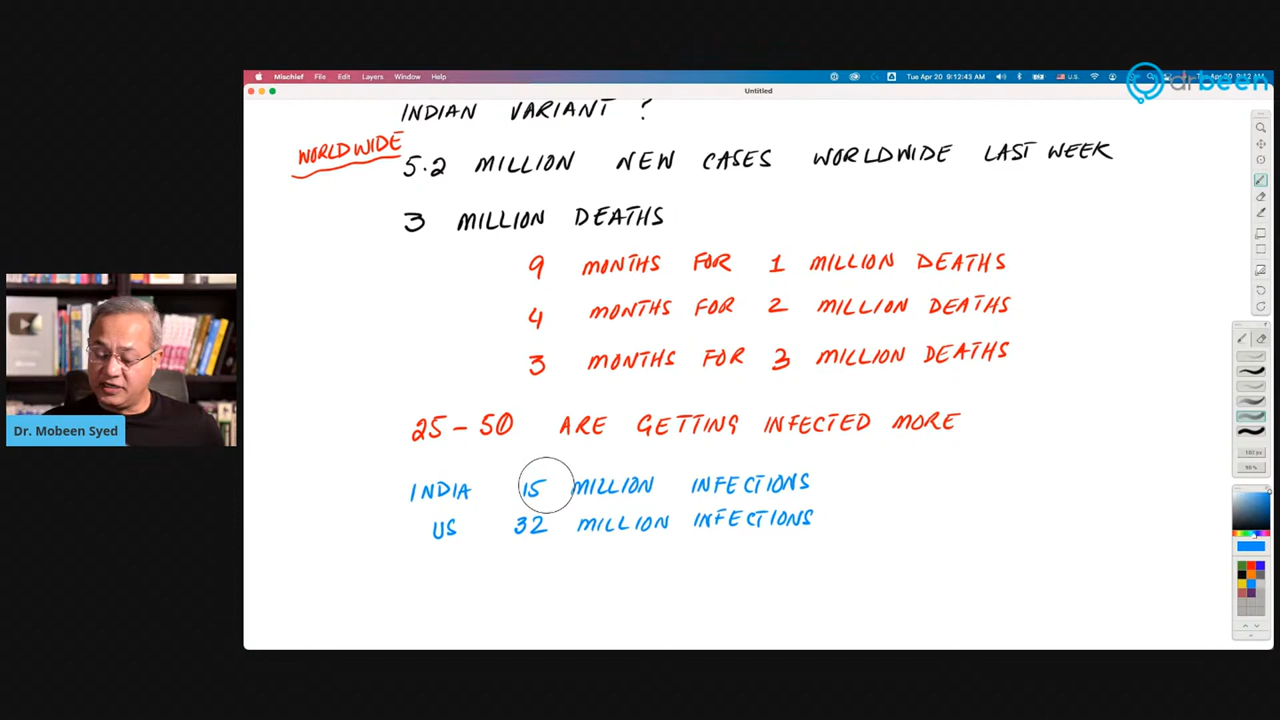 Mischief File Edit Layers Window Help Tue Apr 20 9:12:43 AM U.S.
drbeen
Untitled
INDIAN VARIANT ?
WORLDWIDE
5.2 MILLION NEW CASES WORLDWIDE LAST WEEK
3 MILLION DEATHS
9 MONTHS FOR 1 MILLION DEATHS
4 MONTHS FOR 2 MILLION DEATHS
3 MONTHS FOR 3 MILLION DEATHS
25-50 ARE GETTING INFECTED MORE
Dr. Mobeen Syed
INDIA 15 MILLION INFECTIONS
US 32 MILLION INFECTIONS